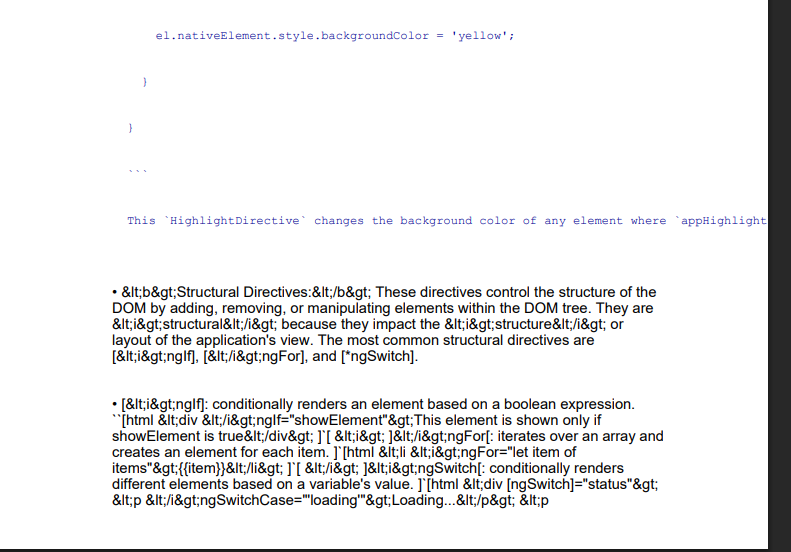 el.nativeElement.style.backgroundColor = 'yellow';
}
}
```
This `HighlightDirective` changes the background color of any element where `appHighlight
• &lt;b&gt;Structural Directives:&lt;/b&gt; These directives control the structure of the
DOM by adding, removing, or manipulating elements within the DOM tree. They are
&lt;i&gt;structural&lt;/i&gt; because they impact the &lt;i&gt;structure&lt;/i&gt; or
layout of the application's view. The most common structural directives are
[&lt;i&gt;ngIf], [&lt;/i&gt;ngFor], and [*ngSwitch].
• [&lt;i&gt;ngIf]: conditionally renders an element based on a boolean expression.
``[html &lt;div &lt;/i&gt;ngIf="showElement"&gt;This element is shown only if
showElement is true&lt;/div&gt; ]`[ &lt;i&gt; ]&lt;/i&gt;ngFor[: iterates over an array and
creates an element for each item. ]`[html &lt;li &lt;i&gt;ngFor="let item of
items"&gt;{{item}}&lt;/li&gt; ]`[ &lt;/i&gt; ]&lt;i&gt;ngSwitch[: conditionally renders
different elements based on a variable's value. ]`[html &lt;div [ngSwitch]="status"&gt;
&lt;p &lt;/i&gt;ngSwitchCase="'loading'"&gt;Loading...&lt;/p&gt; &lt;p